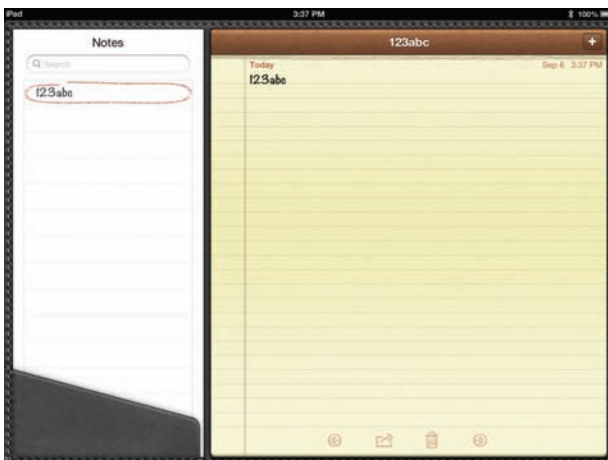 iPad 3:37 PM 100%
Notes
123abc
+
Search
Today Sep 6 3:37 PM
123abc
123abc